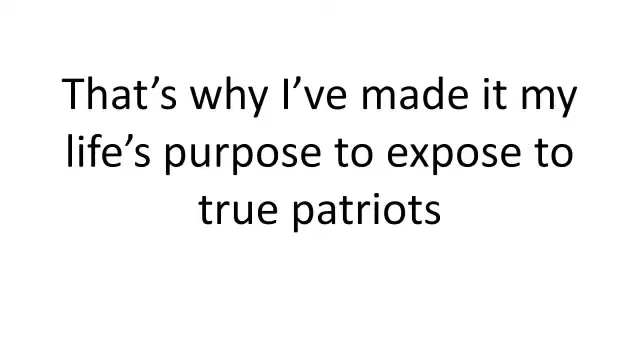 That’s why I’ve made it my
life’s purpose to expose to
true patriots